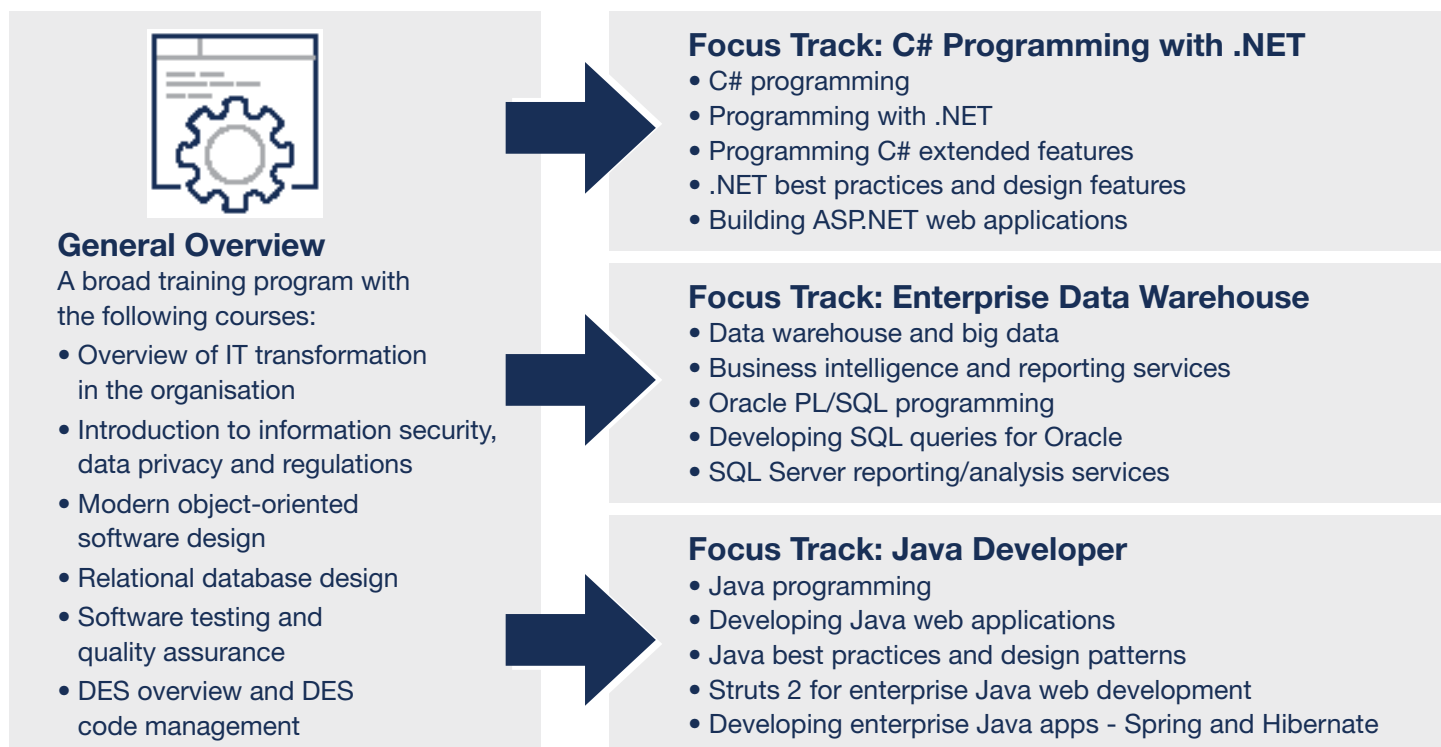 General Overview
A broad training program with
the following courses:
• Overview of IT transformation
in the organisation
• Introduction to information security,
data privacy and regulations
• Modern object-oriented
software design
• Relational database design
• Software testing and
quality assurance
• DES overview and DES
code management
Focus Track: C# Programming with .NET
• C# programming
• Programming with .NET
• Programming C# extended features
• .NET best practices and design features
• Building ASP.NET web applications
Focus Track: Enterprise Data Warehouse
• Data warehouse and big data
• Business intelligence and reporting services
• Oracle PL/SQL programming
• Developing SQL queries for Oracle
• SQL Server reporting/analysis services
Focus Track: Java Developer
• Java programming
• Developing Java web applications
• Java best practices and design patterns
• Struts 2 for enterprise Java web development
• Developing enterprise Java apps - Spring and Hibernate